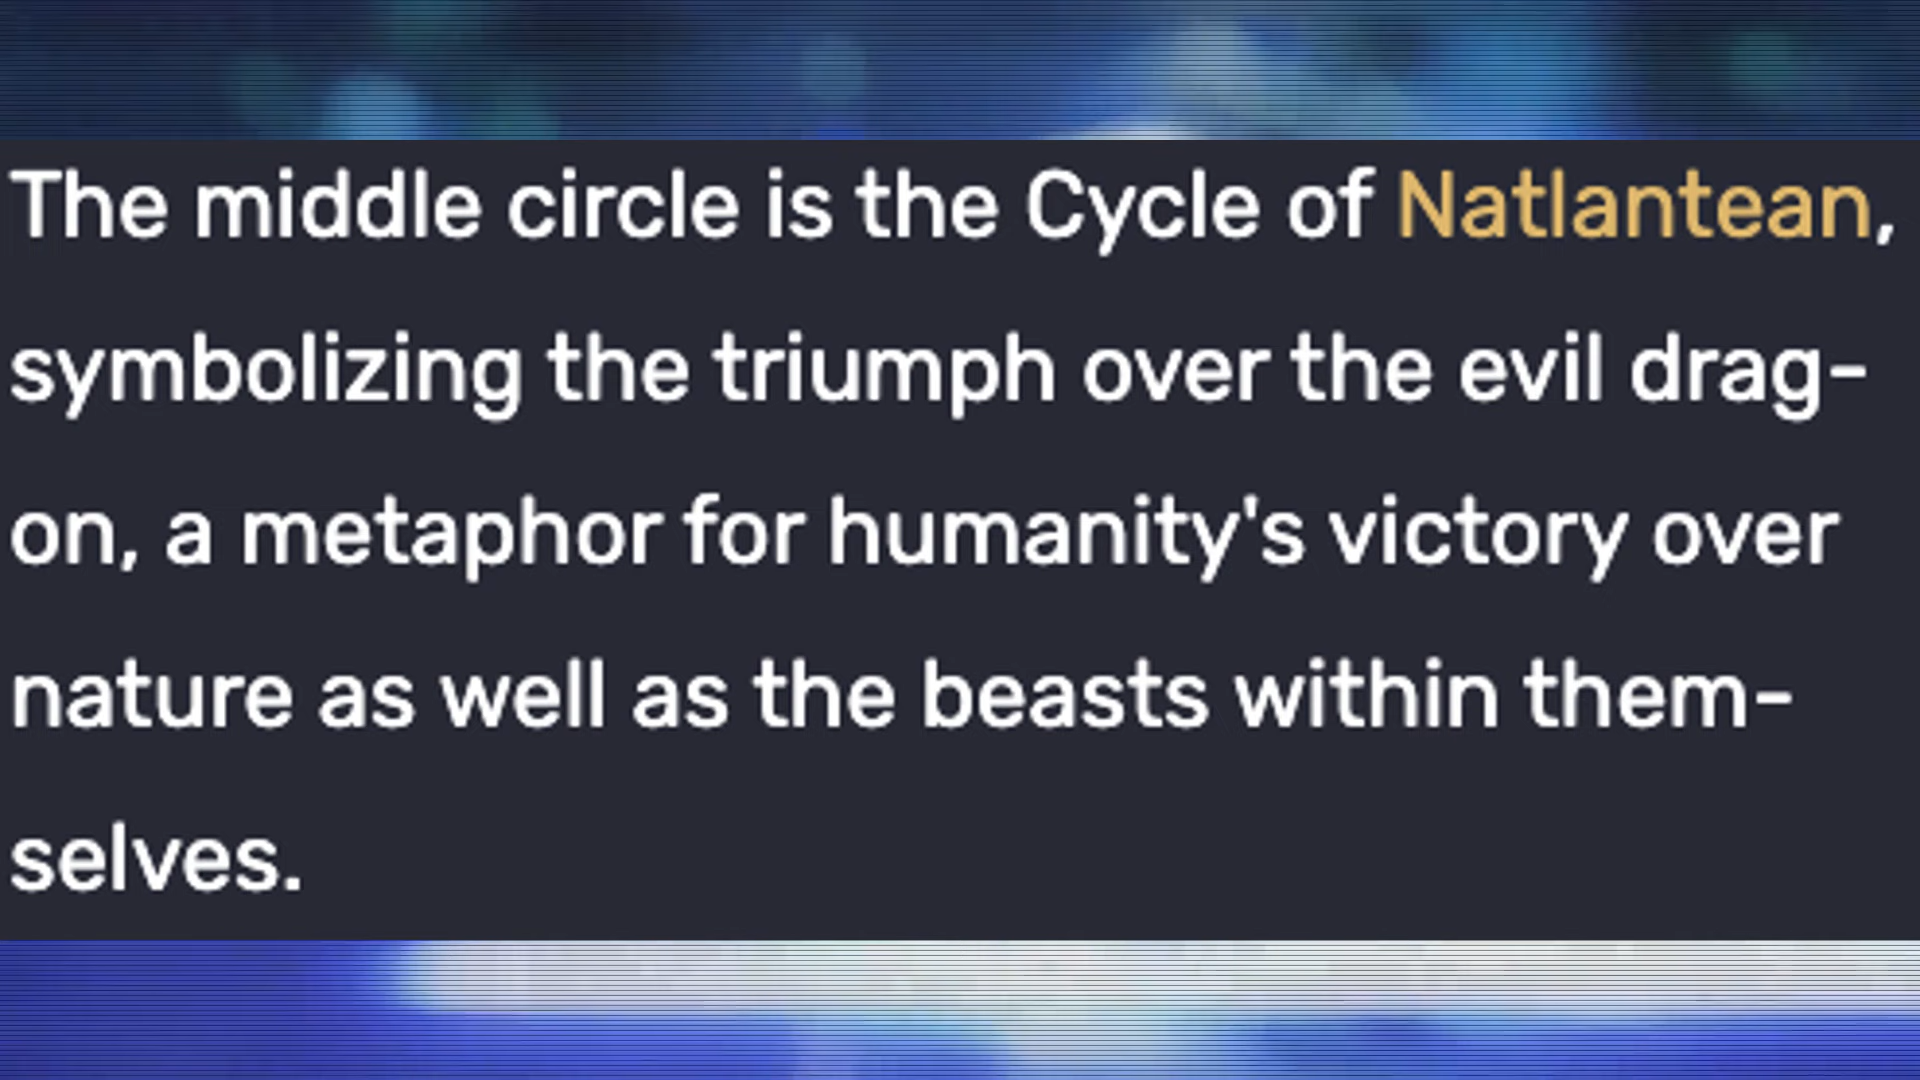 The middle circle is the Cycle of Natlantean,
symbolizing the triumph over the evil drag-
on, a metaphor for humanity's victory over
nature as well as the beasts within them-
selves.